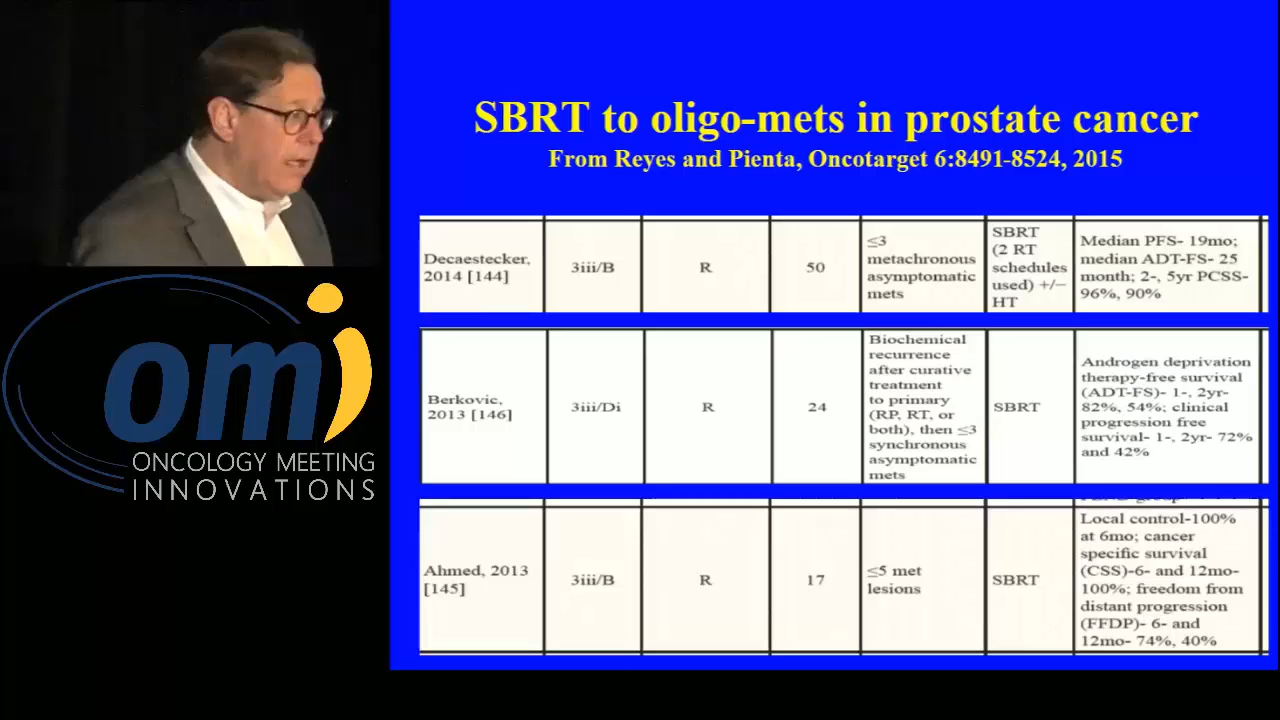 SBRT to oligo-mets in prostate cancer
From Reyes and Pienta, Oncotarget 6:8491-8524, 2015
Decaestecker,
2014 [144]
3iii/B
R
50
≤3
metachronous
asymptomatic
mets
SBRT
(2 RT
schedules
used) +/−
HT
Median PFS- 19mo;
median ADT-FS- 25
month; 2-, 5yr PCSS-
96%, 90%
Berkovic,
2013 [146]
3iii/Di
R
24
Biochemical
recurrence
after curative
treatment
to primary
(RP, RT, or
both), then ≤3
synchronous
asymptomatic
mets
SBRT
Androgen deprivation
therapy-free survival
(ADT-FS)- 1-, 2yr-
82%, 54%; clinical
progression free
survival- 1-, 2yr- 72%
and 42%
Ahmed, 2013
[145]
3iii/B
R
17
≤5 met
lesions
SBRT
Local control-100%
at 6mo; cancer
specific survival
(CSS)-6- and 12mo-
100%; freedom from
distant progression
(FFDP)- 6- and
12mo- 74%, 40%
omi
ONCOLOGY MEETING
INNOVATIONS